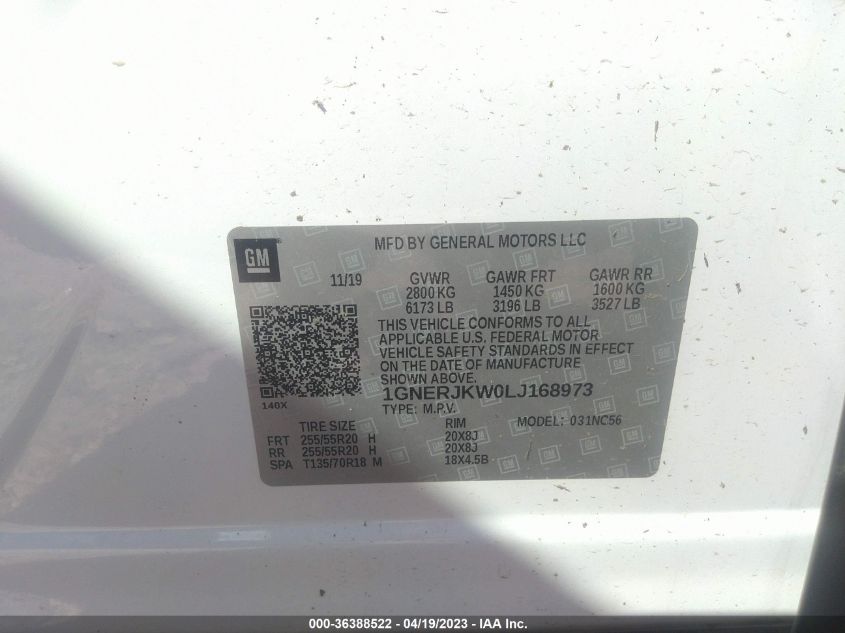 GM
MFD BY GENERAL MOTORS LLC
11/19 GVWR GAWR FRT GAWR RR
2800 KG 1450 KG 1600 KG
6173 LB 3196 LB 3527 LB
THIS VEHICLE CONFORMS TO ALL
APPLICABLE U.S. FEDERAL MOTOR
VEHICLE SAFETY STANDARDS IN EFFECT
ON THE DATE OF MANUFACTURE
SHOWN ABOVE.
1GNERJKW0LJ168973
140X
TYPE: M.P.V. MODEL: 031NC56
TIRE SIZE RIM
FRT 255/55R20 H 20X8J
RR 255/55R20 H 20X8J
SPA T135/70R18 M 18X4.5B
000-36388522 - 04/19/2023 - IAA Inc.